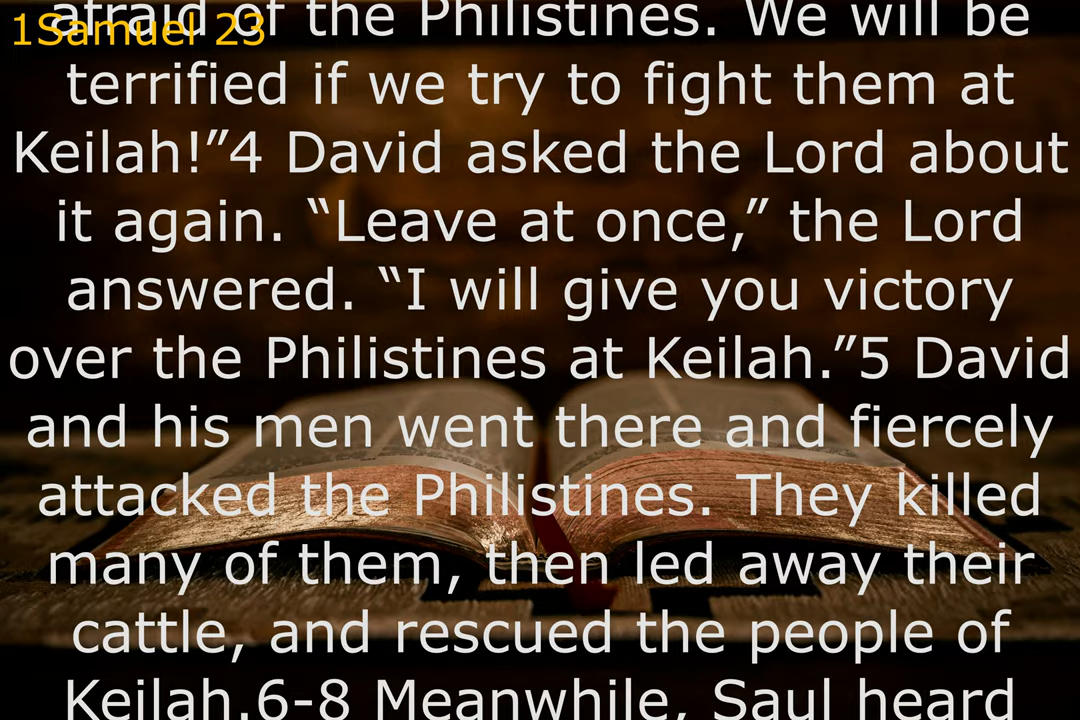 1Samuel 23
afraid of the Philistines. We will be
terrified if we try to fight them at
Keilah!”4 David asked the Lord about
it again. “Leave at once,” the Lord
answered. “I will give you victory
over the Philistines at Keilah.”5 David
and his men went there and fiercely
attacked the Philistines. They killed
many of them, then led away their
cattle, and rescued the people of
Keilah.6-8 Meanwhile, Saul heard